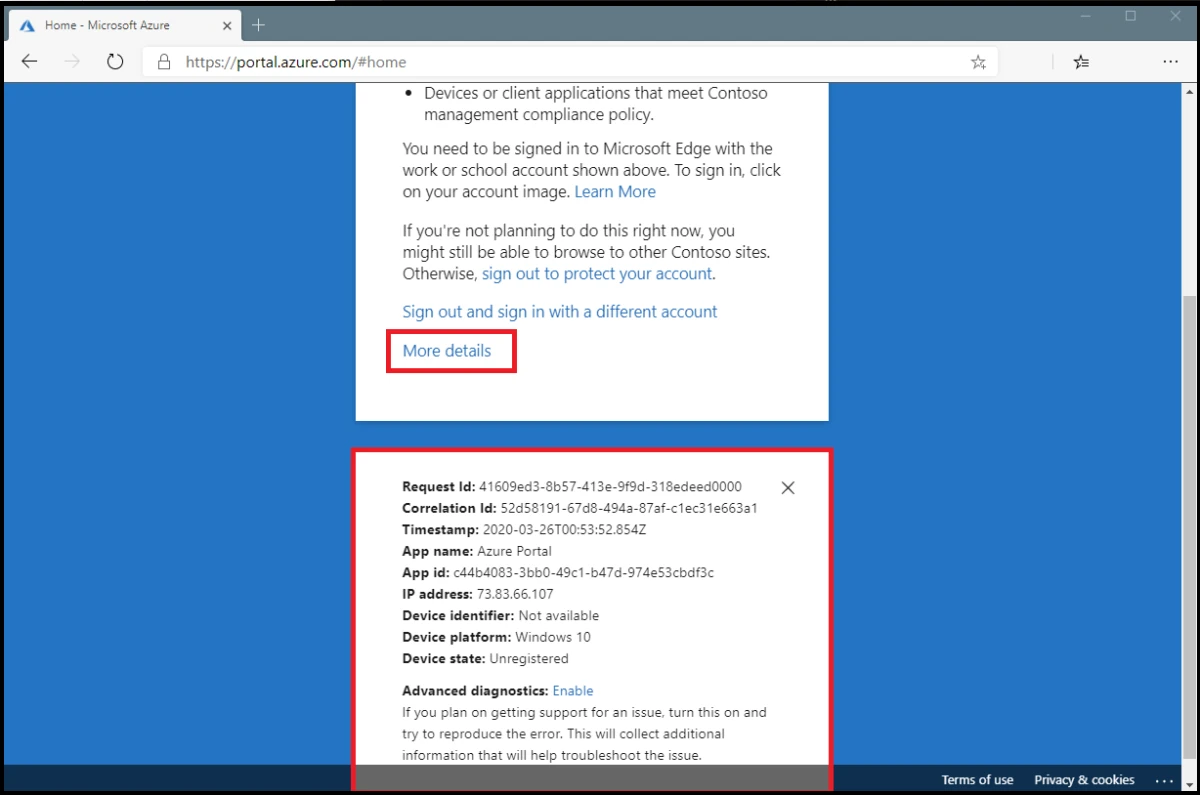 Home - Microsoft Azure
https://portal.azure.com/#home
• Devices or client applications that meet Contoso
management compliance policy.
You need to be signed in to Microsoft Edge with the
work or school account shown above. To sign in, click
on your account image. Learn More
If you're not planning to do this right now, you
might still be able to browse to other Contoso sites.
Otherwise, sign out to protect your account.
Sign out and sign in with a different account
More details
Request Id: 41609ed3-8b57-413e-9f9d-318edeed0000
Correlation Id: 52d58191-67d8-494a-87af-c1ec31e663a1
Timestamp: 2020-03-26T00:53:52.854Z
App name: Azure Portal
App id: c44b4083-3bb0-49c1-b47d-974e53cbdf3c
IP address: 73.83.66.107
Device identifier: Not available
Device platform: Windows 10
Device state: Unregistered
Advanced diagnostics: Enable
If you plan on getting support for an issue, turn this on and
try to reproduce the error. This will collect additional
information that will help troubleshoot the issue.
Terms of use Privacy & cookies ...